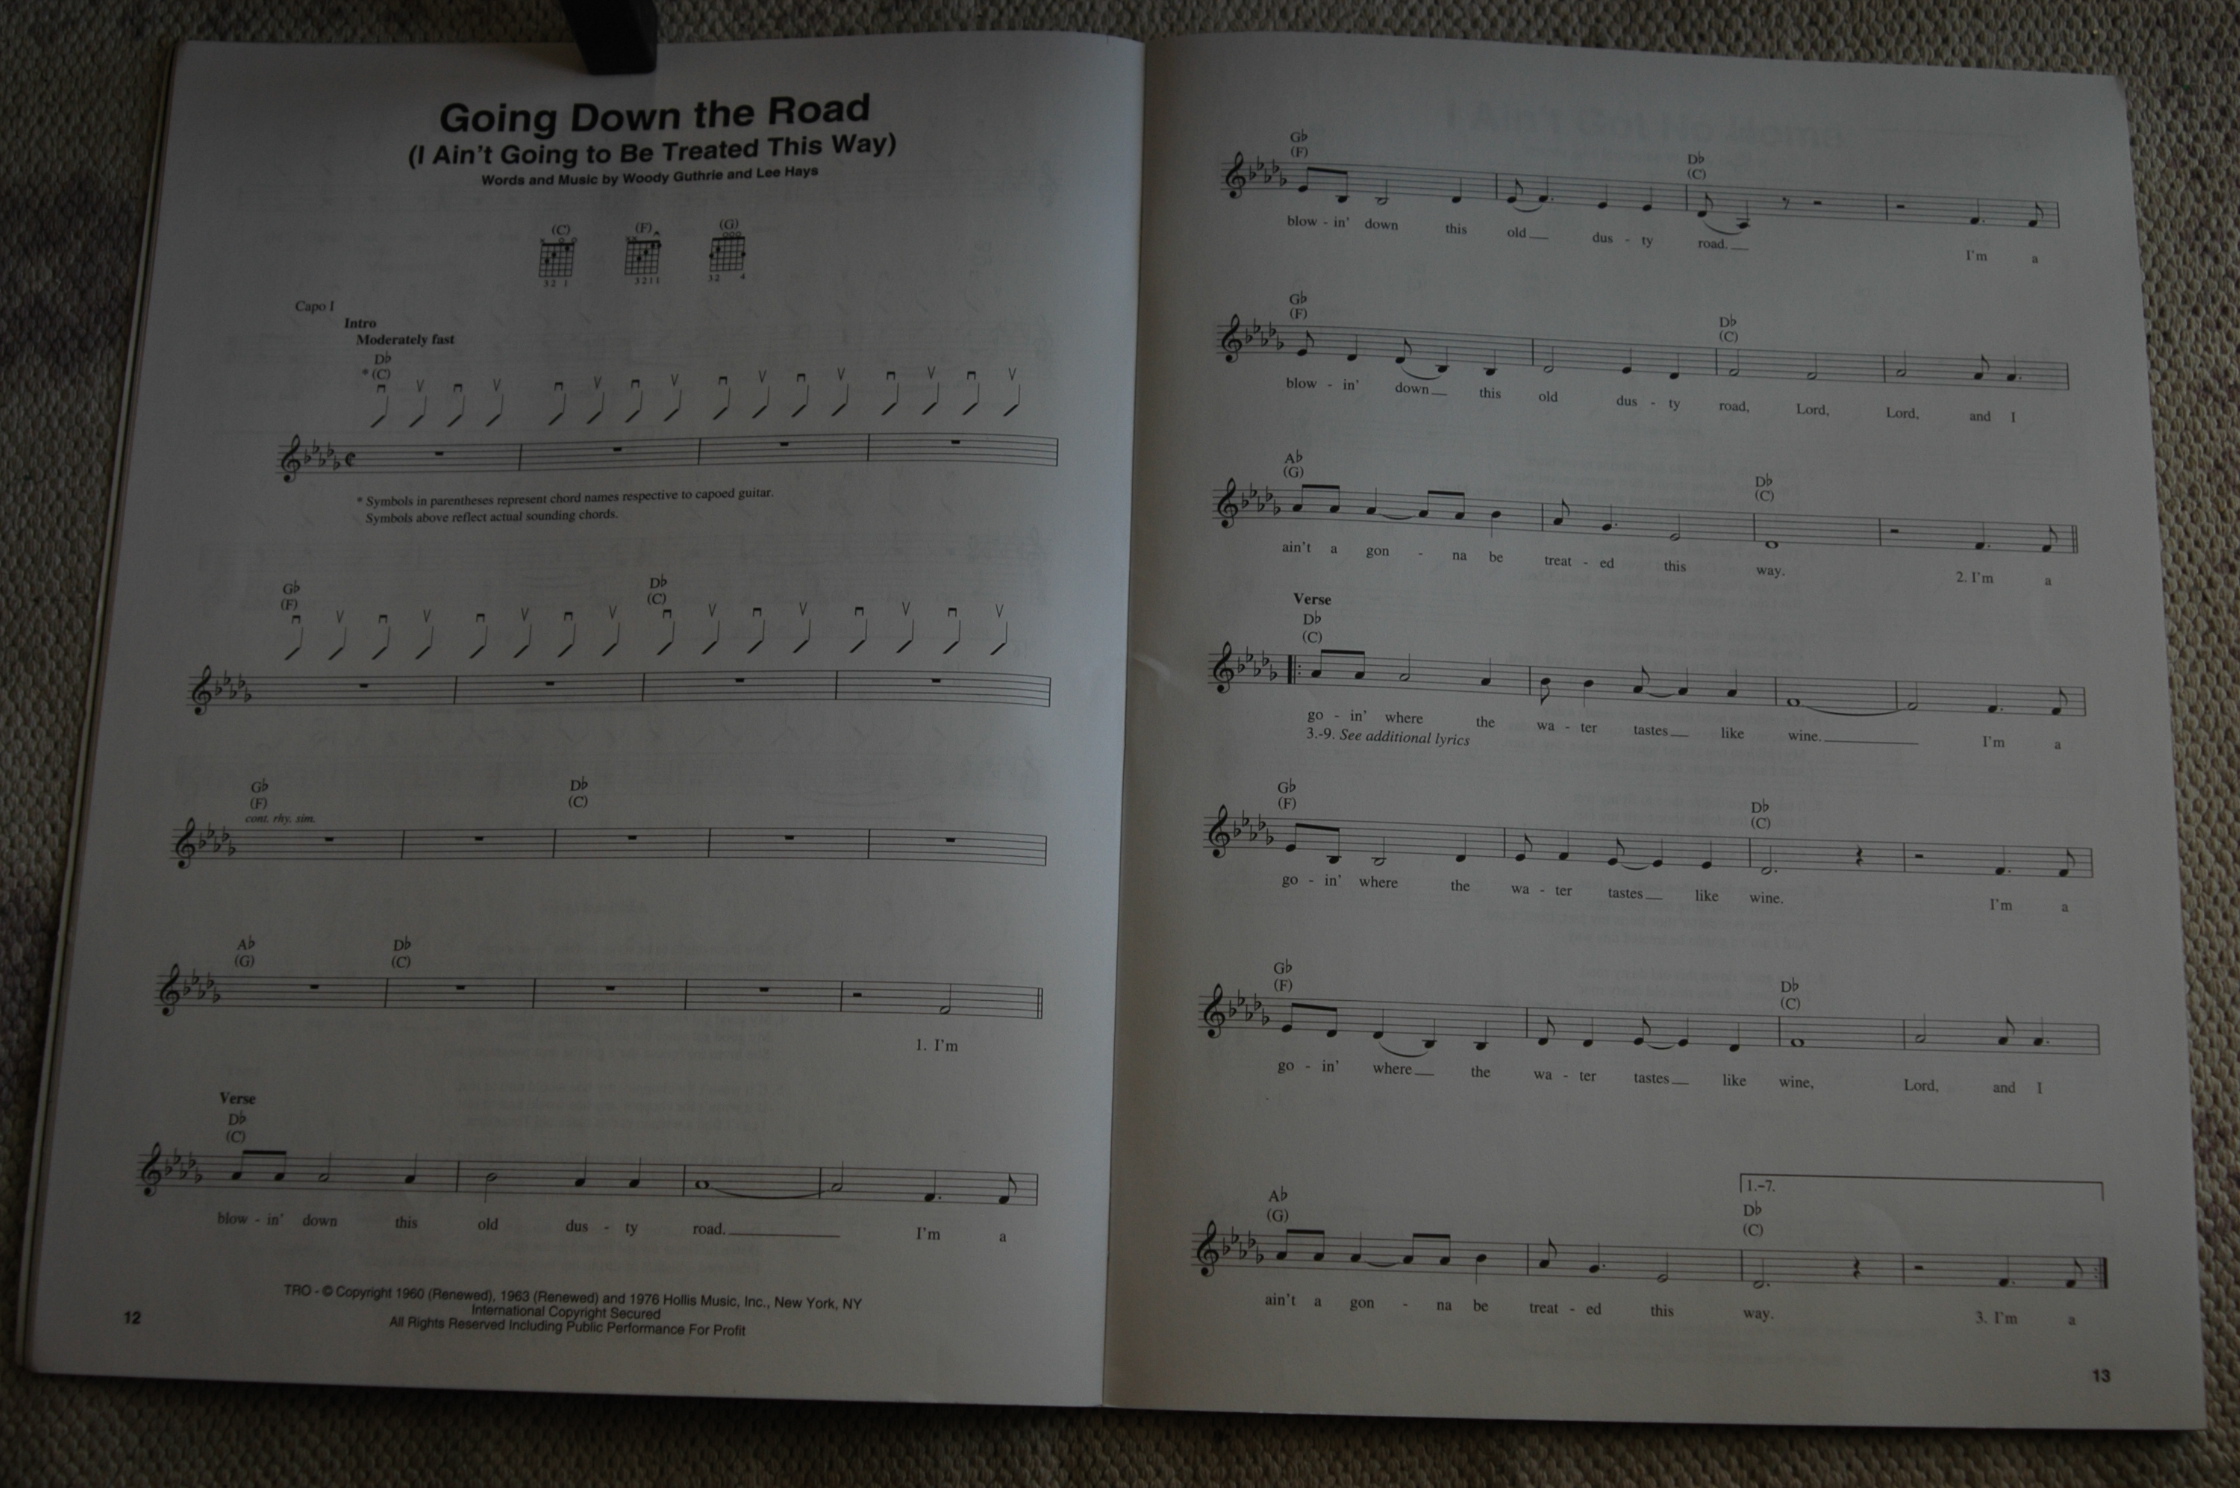 Going Down the Road
(I Ain't Going to Be Treated This Way)
Words and Music by Woody Guthrie and Lee Hays
(C) (F) (G)
32 1 3211 32 4
Capo I
Intro
Moderately fast
D♭
* (C)
* Symbols in parentheses represent chord names respective to capoed guitar.
Symbols above reflect actual sounding chords.
G♭ D♭
(F) (C)
G♭ D♭
(F) (C)
cont. rhy. sim.
A♭ D♭
(G) (C)
1. I'm
Verse
D♭
(C)
blow - in' down this old dus - ty road. I'm a
TRO - © Copyright 1960 (Renewed), 1963 (Renewed) and 1976 Hollis Music, Inc., New York, NY
International Copyright Secured
All Rights Reserved Including Public Performance For Profit
12
G♭ D♭
(F) (C)
blow - in' down this old dus - ty road. I'm a
G♭ D♭
(F) (C)
blow - in' down this old dus - ty road, Lord, Lord, and I
A♭ D♭
(G) (C)
ain't a gon - na be treat - ed this way. 2. I'm a
Verse
D♭
(C)
go - in' where the wa - ter tastes like wine. I'm a
3.-9. See additional lyrics
G♭ D♭
(F) (C)
go - in' where the wa - ter tastes like wine. I'm a
G♭ D♭
(F) (C)
go - in' where the wa - ter tastes like wine, Lord, and I
1.-7.
A♭ D♭
(G) (C)
ain't a gon - na be treat - ed this way. 3. I'm a
13